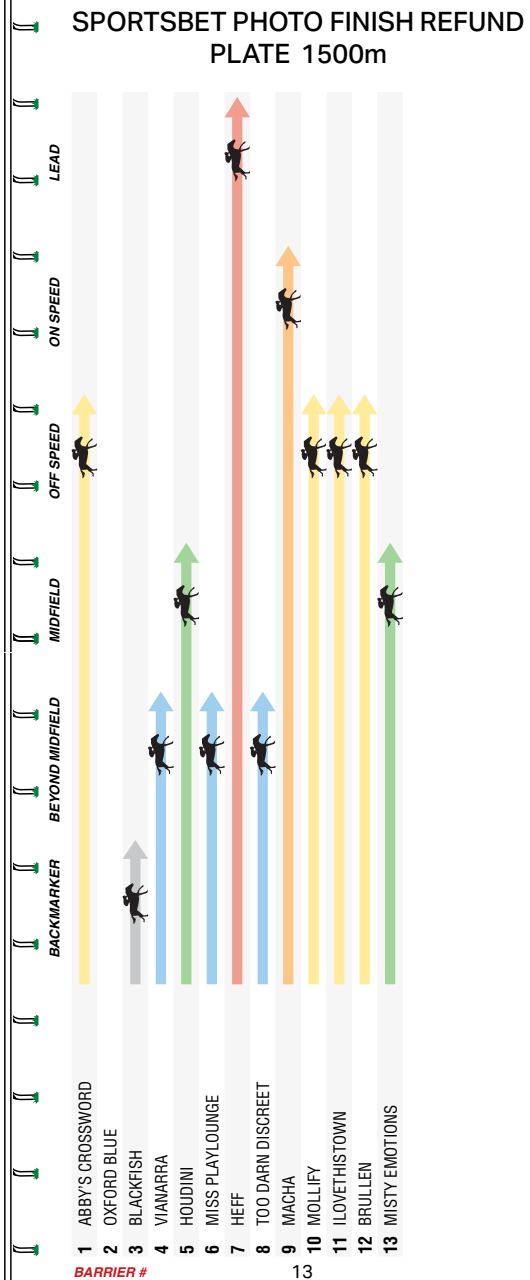 SPORTSBET PHOTO FINISH REFUND
PLATE 1500m
LEAD
ON SPEED
OFF SPEED
MIDFIELD
BEYOND MIDFIELD
BACKMARKER
1 ABBY'S CROSSWORD
2 OXFORD BLUE
3 BLACKFISH
4 VIANARRA
5 HOUDINI
6 MISS PLAYLOUNGE
7 HEFF
8 TOO DARN DISCREET
9 MACHA
10 MOLLIFY
11 ILOVETHISTOWN
12 BRULLEN
13 MISTY EMOTIONS
BARRIER #
13